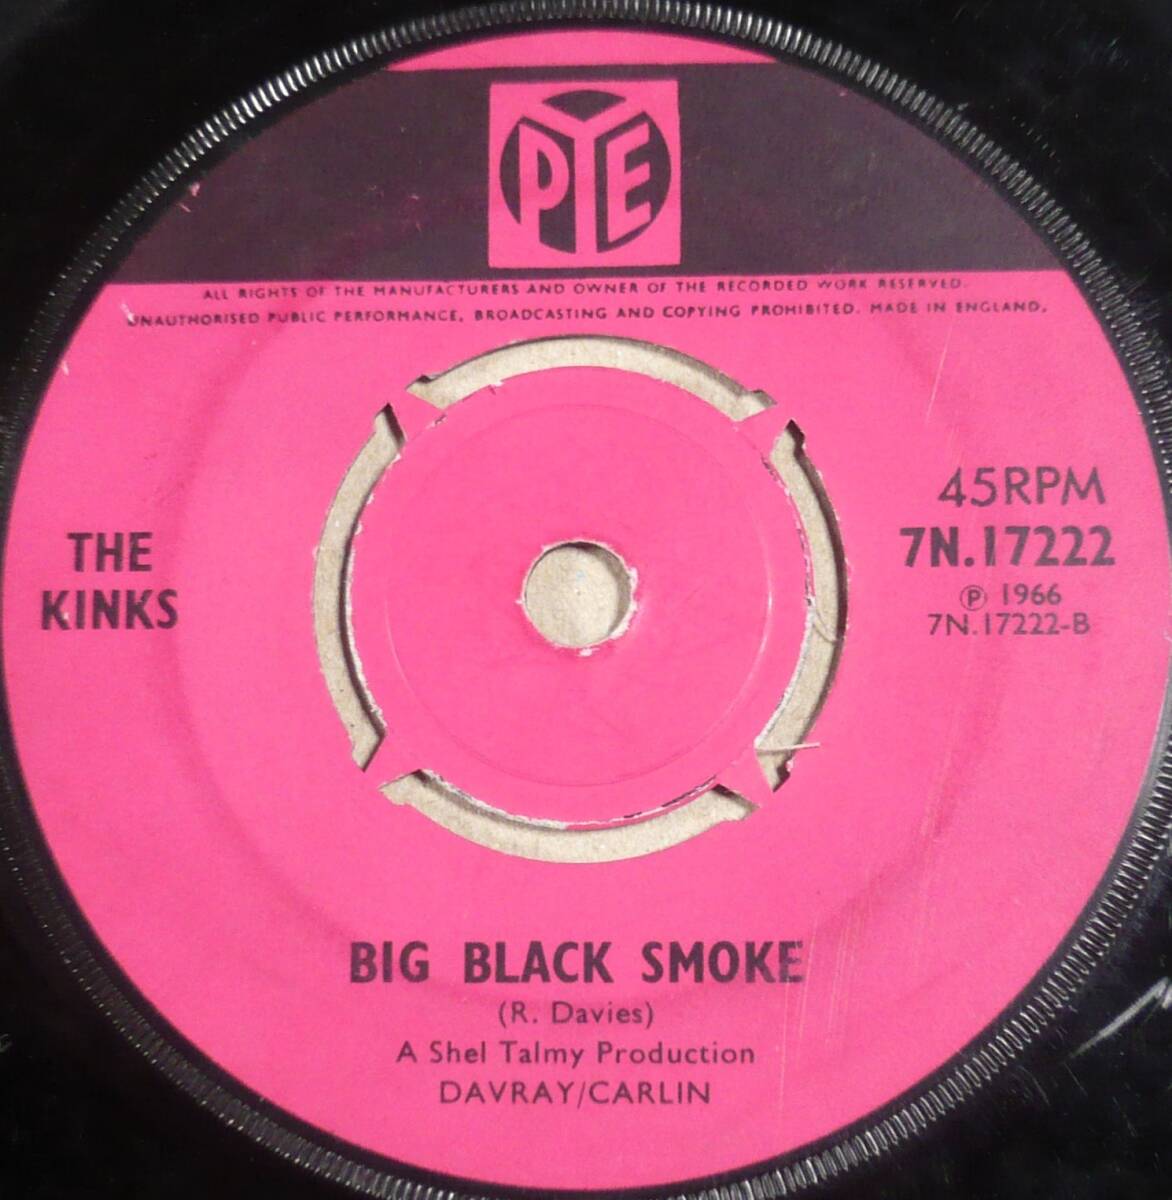 PYE
ALL RIGHTS OF THE MANUFACTURERS AND OWNER OF THE RECORDED WORK RESERVED.
UNAUTHORISED PUBLIC PERFORMANCE, BROADCASTING AND COPYING PROHIBITED. MADE IN ENGLAND.
THE
KINKS
45RPM
7N.17222
℗ 1966
7N.17222-B
BIG BLACK SMOKE
(R. Davies)
A Shel Talmy Production
DAVRAY/CARLIN